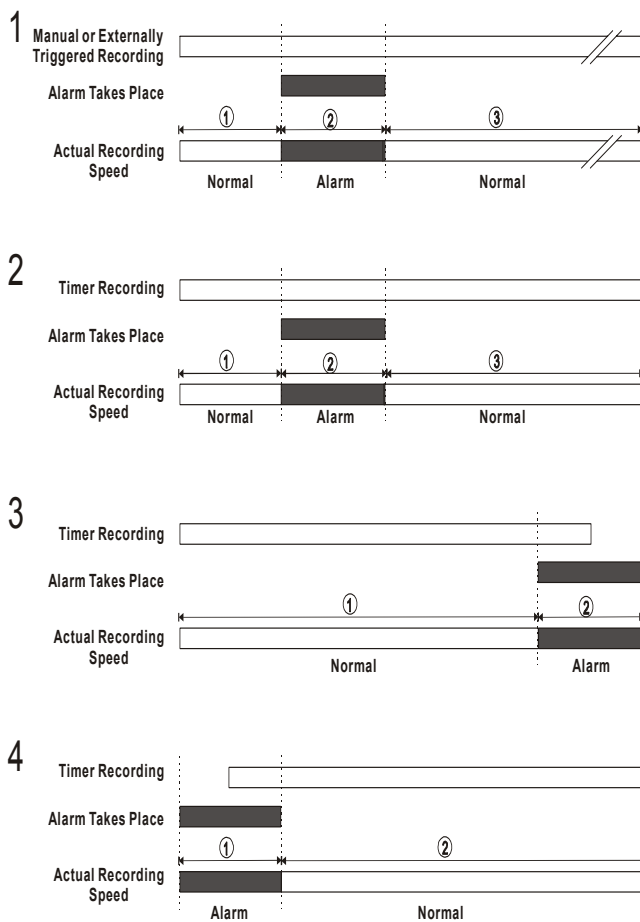 1
Manual or Externally
Triggered Recording
Alarm Takes Place
① ② ③
Actual Recording
Speed
Normal Alarm Normal
2
Timer Recording
Alarm Takes Place
① ② ③
Actual Recording
Speed
Normal Alarm Normal
3
Timer Recording
Alarm Takes Place
① ②
Actual Recording
Speed
Normal Alarm
4
Timer Recording
Alarm Takes Place
① ②
Actual Recording
Speed
Alarm Normal